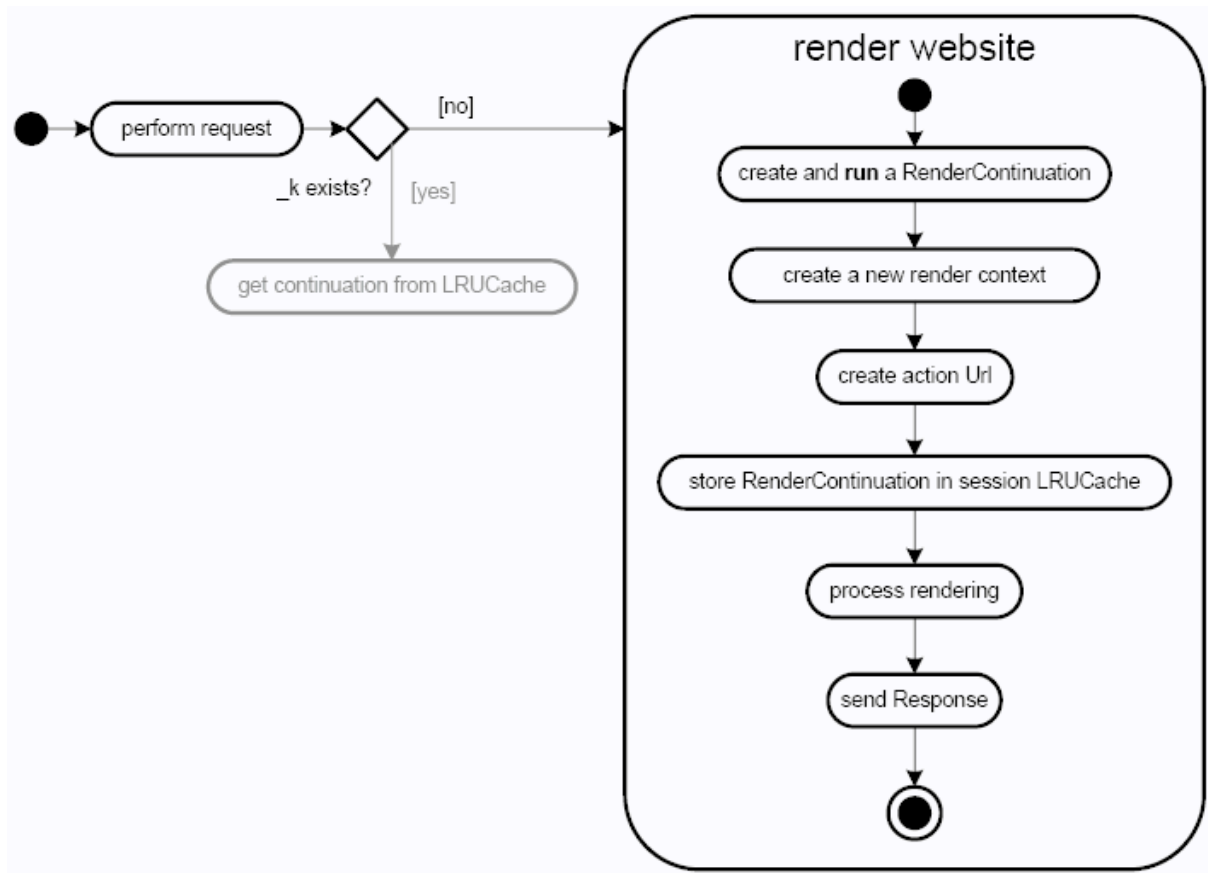 render website
perform request
[no]
_k exists?
[yes]
get continuation from LRUCache
create and run a RenderContinuation
create a new render context
create action Url
store RenderContinuation in session LRUCache
process rendering
send Response